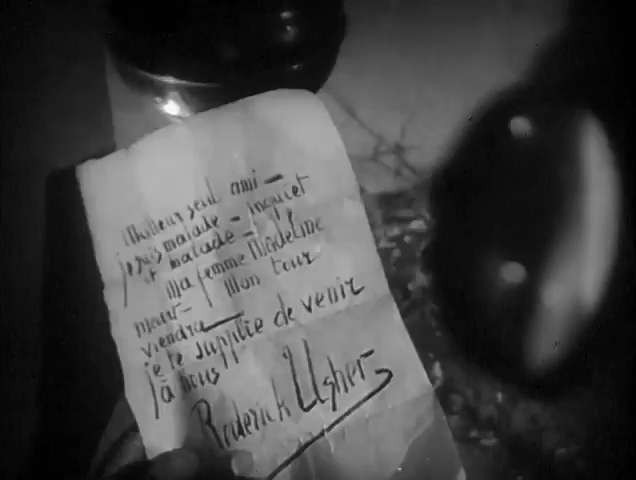 Meilleur seul ami —
je suis malade — inquiet
et malade —
Ma femme Madeline
meurt — Mon tour
viendra
je te supplie de venir
à nous
Roderick Usher